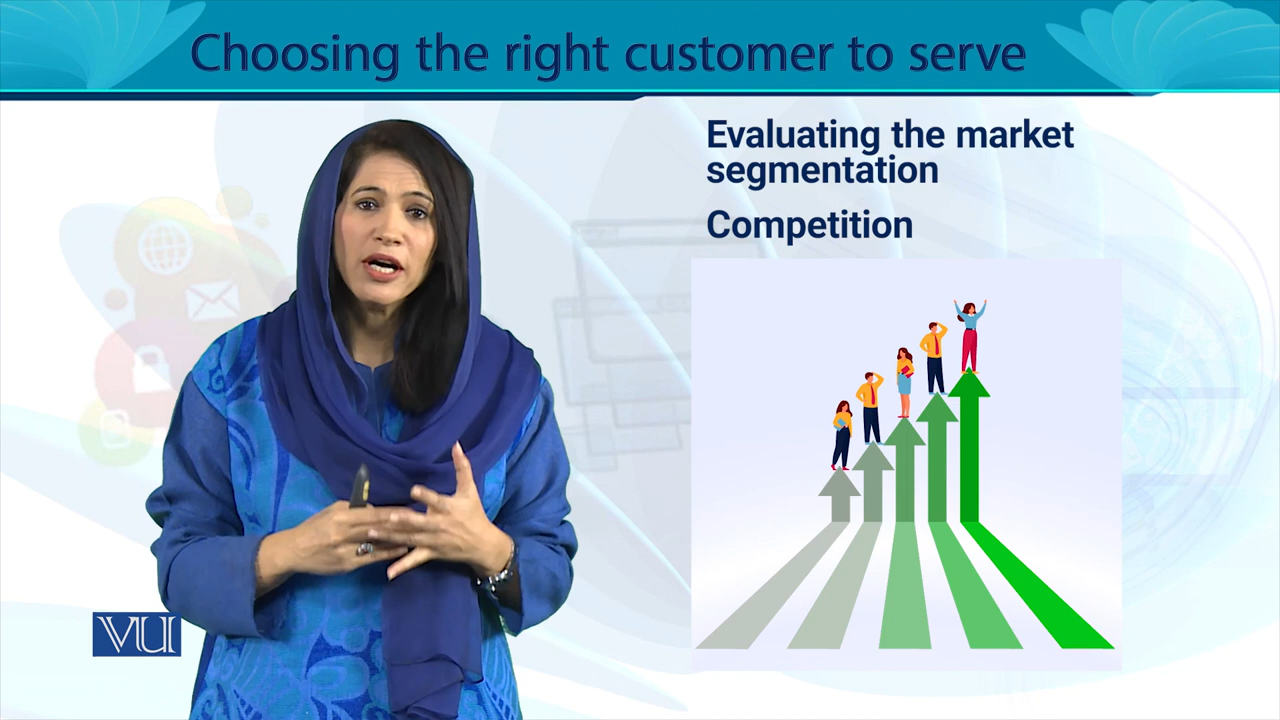 Choosing the right customer to serve
Evaluating the market
segmentation
Competition
VU